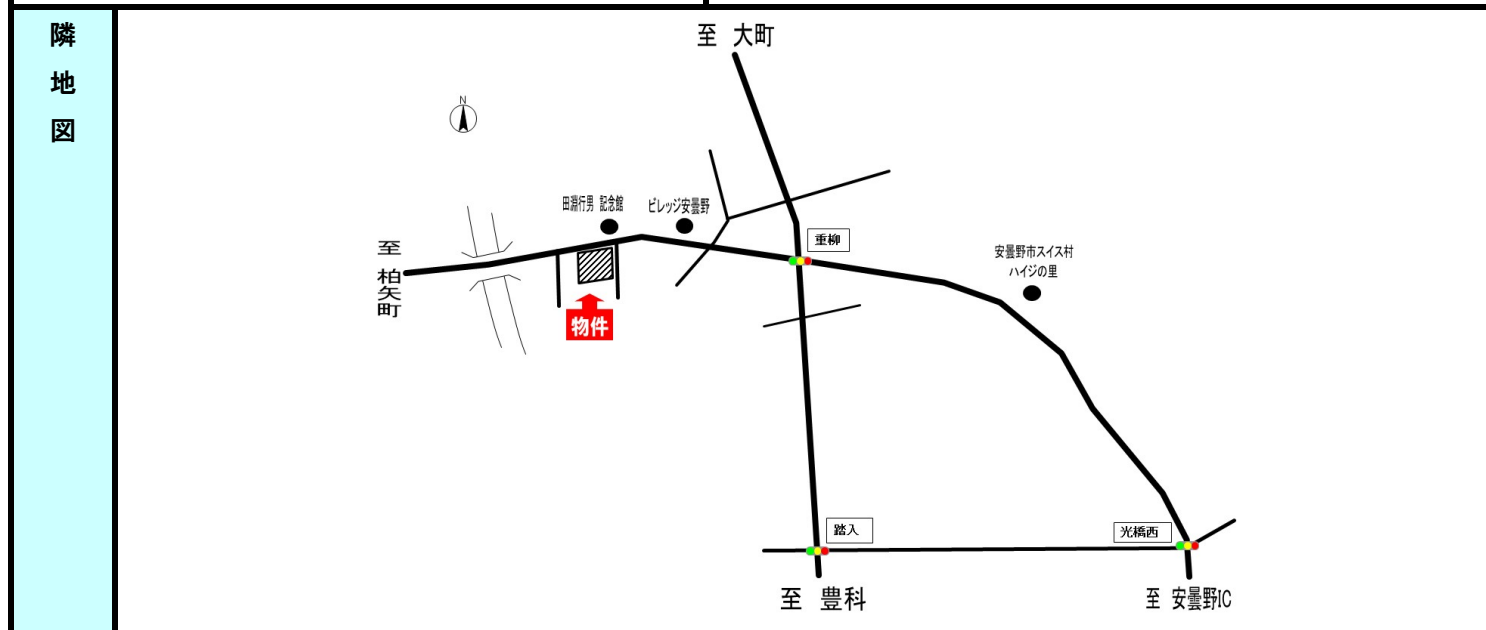 隣
地
図
至 大町
N
田淵行男 記念館
ビレッジ安曇野
重柳
安曇野市スイス村
ハイジの里
至
柏
矢
町
物件
踏入
光橋西
至 豊科
至 安曇野IC